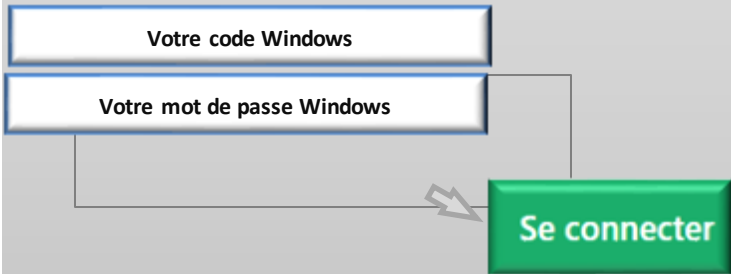 Votre code Windows
Votre mot de passe Windows
Se connecter